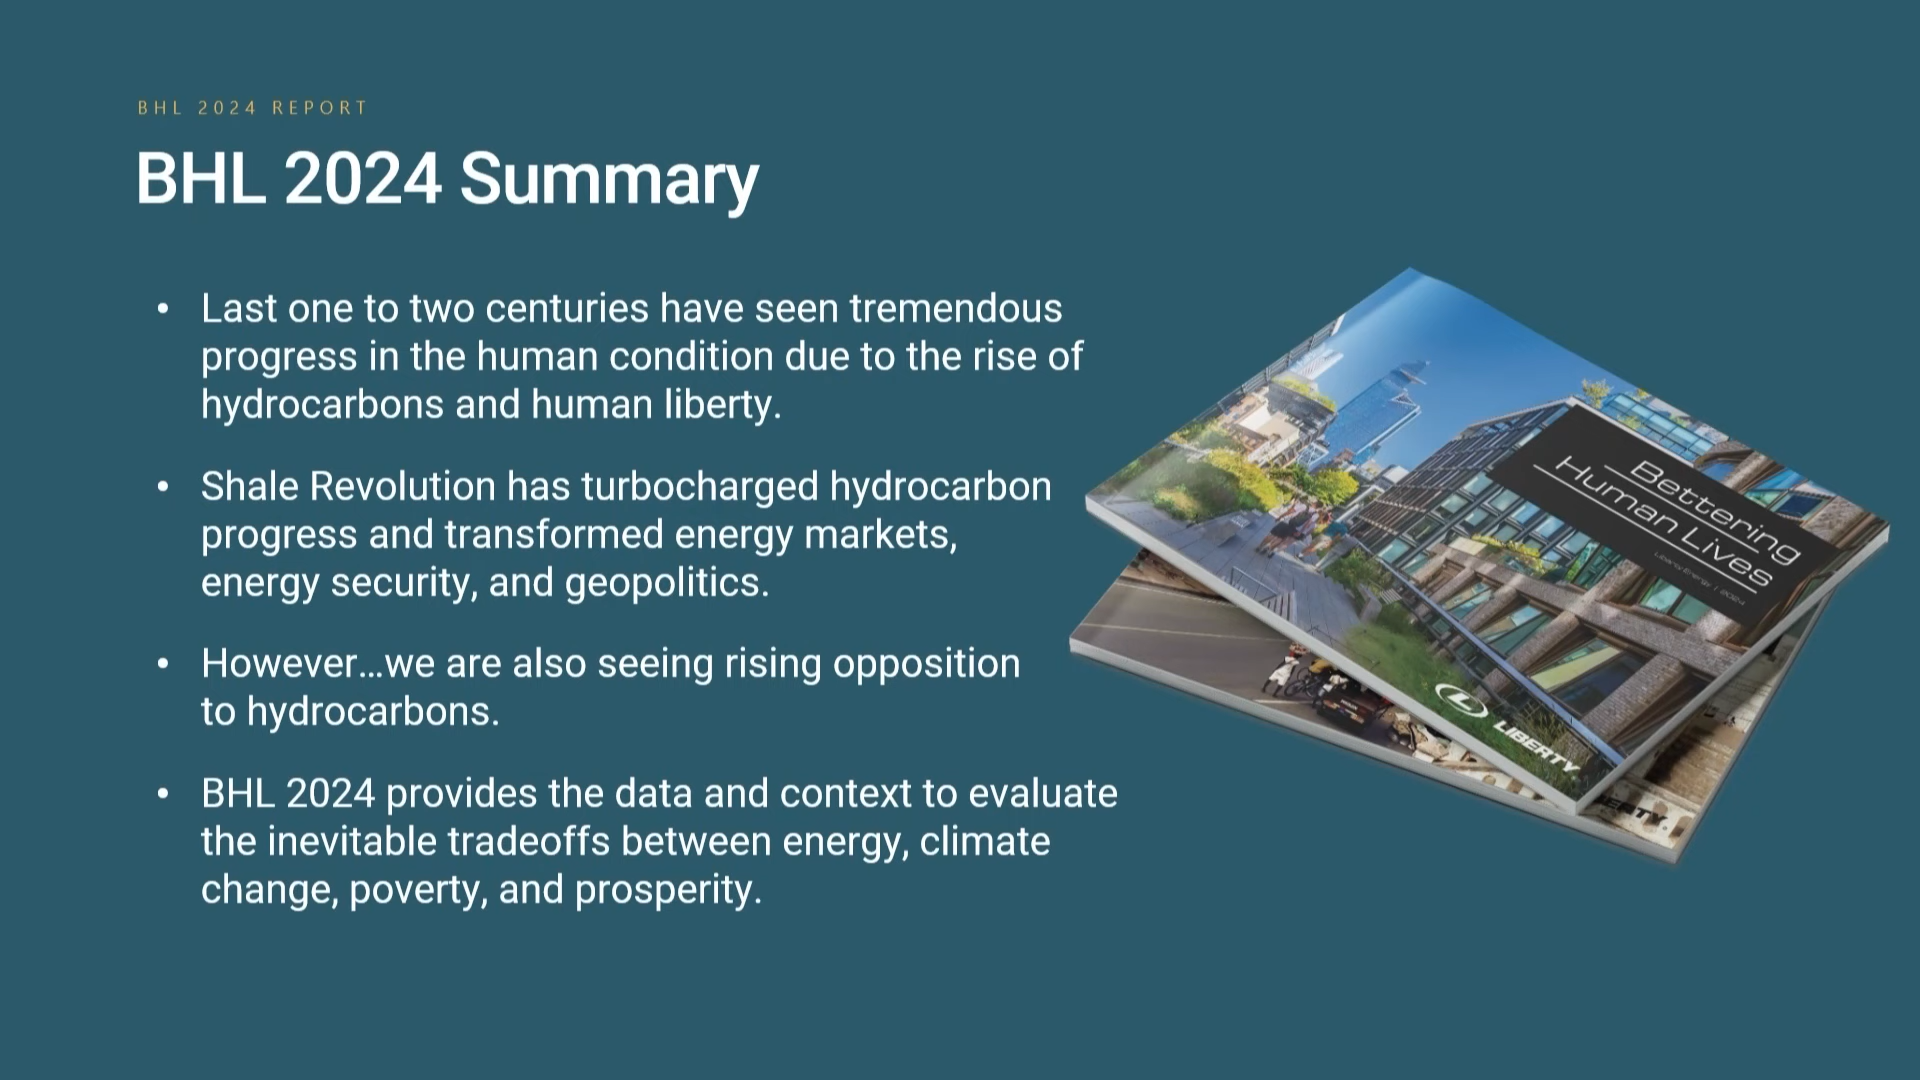 BHL 2024 REPORT
BHL 2024 Summary
• Last one to two centuries have seen tremendous
progress in the human condition due to the rise of
hydrocarbons and human liberty.
• Shale Revolution has turbocharged hydrocarbon
progress and transformed energy markets,
energy security, and geopolitics.
• However…we are also seeing rising opposition
to hydrocarbons.
• BHL 2024 provides the data and context to evaluate
the inevitable tradeoffs between energy, climate
change, poverty, and prosperity.
Bettering
Human Lives
Liberty Energy / 2024
LIBERTY